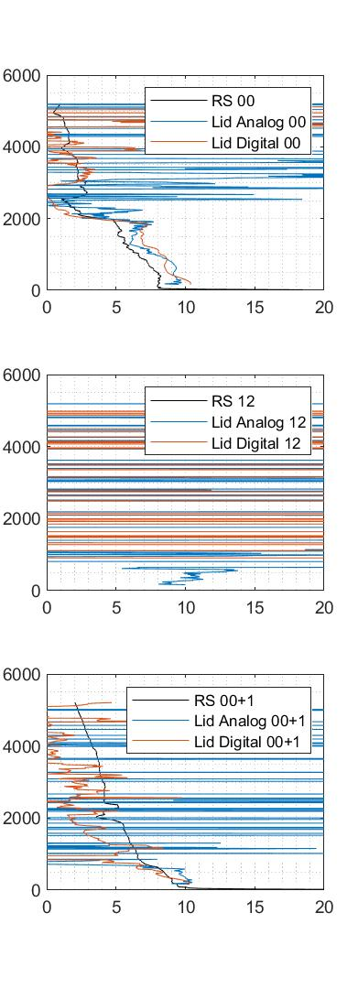 6000
RS 00
Lid Analog 00
4000
Lid Digital 00
2000
0
0 5 10 15 20
6000
RS 12
Lid Analog 12
4000
Lid Digital 12
2000
0
0 5 10 15 20
6000
RS 00+1
Lid Analog 00+1
4000
Lid Digital 00+1
2000
0
0 5 10 15 20